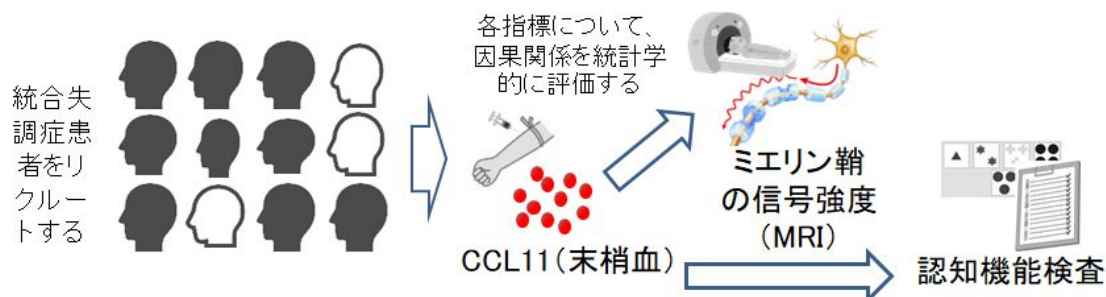 統合失
調症患
者をリ
クルー
トする
各指標について、
因果関係を統計学
的に評価する
CCL11(末梢血)
ミエリン鞘
の信号強度
(MRI)
認知機能検査